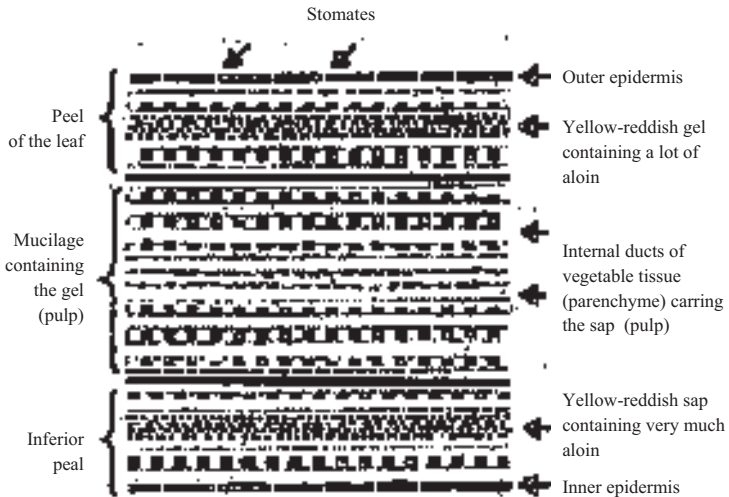 Stomates
Peel
of the leaf
Mucilage
containing
the gel
(pulp)
Inferior
peal
Outer epidermis
Yellow-reddish gel
containing a lot of
aloin
Internal ducts of
vegetable tissue
(parenchyme) carring
the sap (pulp)
Yellow-reddish sap
containing very much
aloin
Inner epidermis